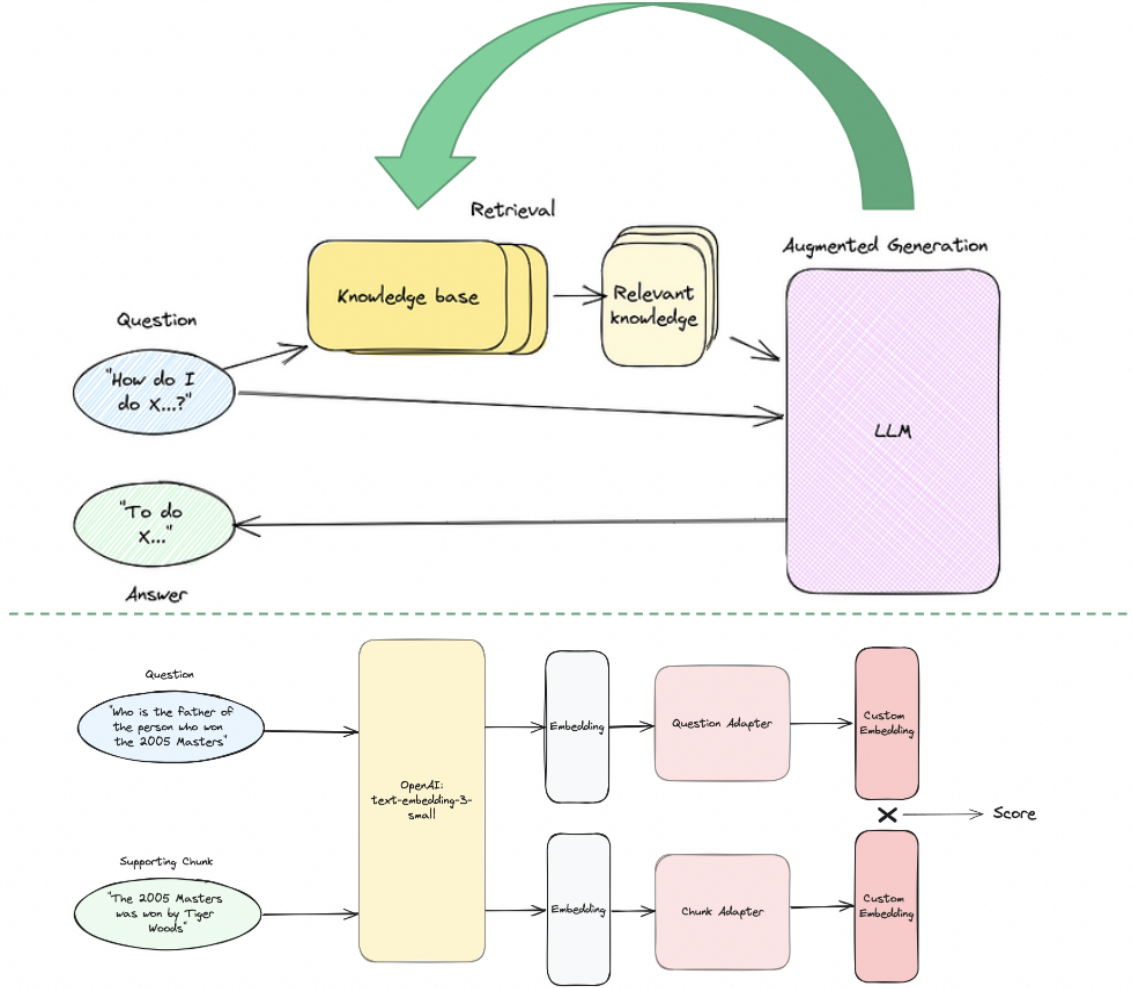 Retrieval
Augmented Generation
Knowledge base
Relevant
knowledge
Question
"How do I
do X...?"
LLM
"To do
X..."
Answer
Question
"Who is the father of
the person who won
the 2005 Masters"
OpenAI:
text-embedding-3-
small
Embedding
Question Adapter
Custom
Embedding
Score
Supporting Chunk
"The 2005 Masters
was won by Tiger
Woods"
Embedding
Chunk Adapter
Custom
Embedding